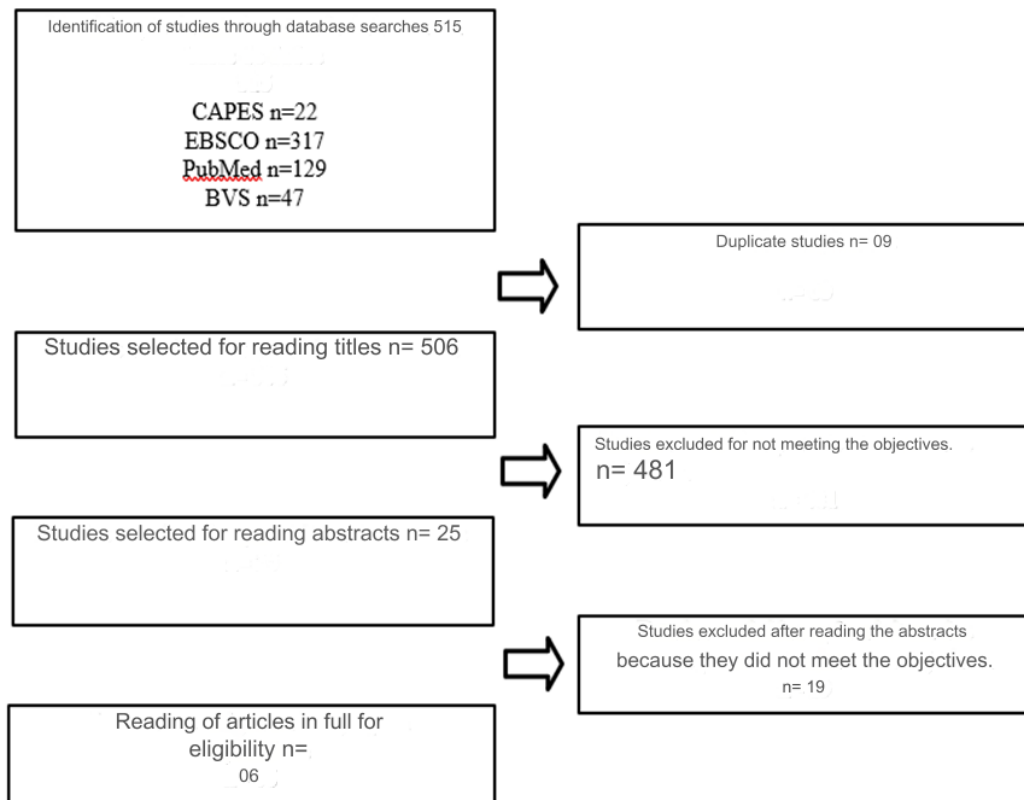 Identification of studies through database searches 515
CAPES n=22
EBSCO n=317
PubMed n=129
BVS n=47
Duplicate studies n= 09
Studies selected for reading titles n= 506
Studies excluded for not meeting the objectives.
n= 481
Studies selected for reading abstracts n= 25
Studies excluded after reading the abstracts
because they did not meet the objectives.
n= 19
Reading of articles in full for
eligibility n=
06